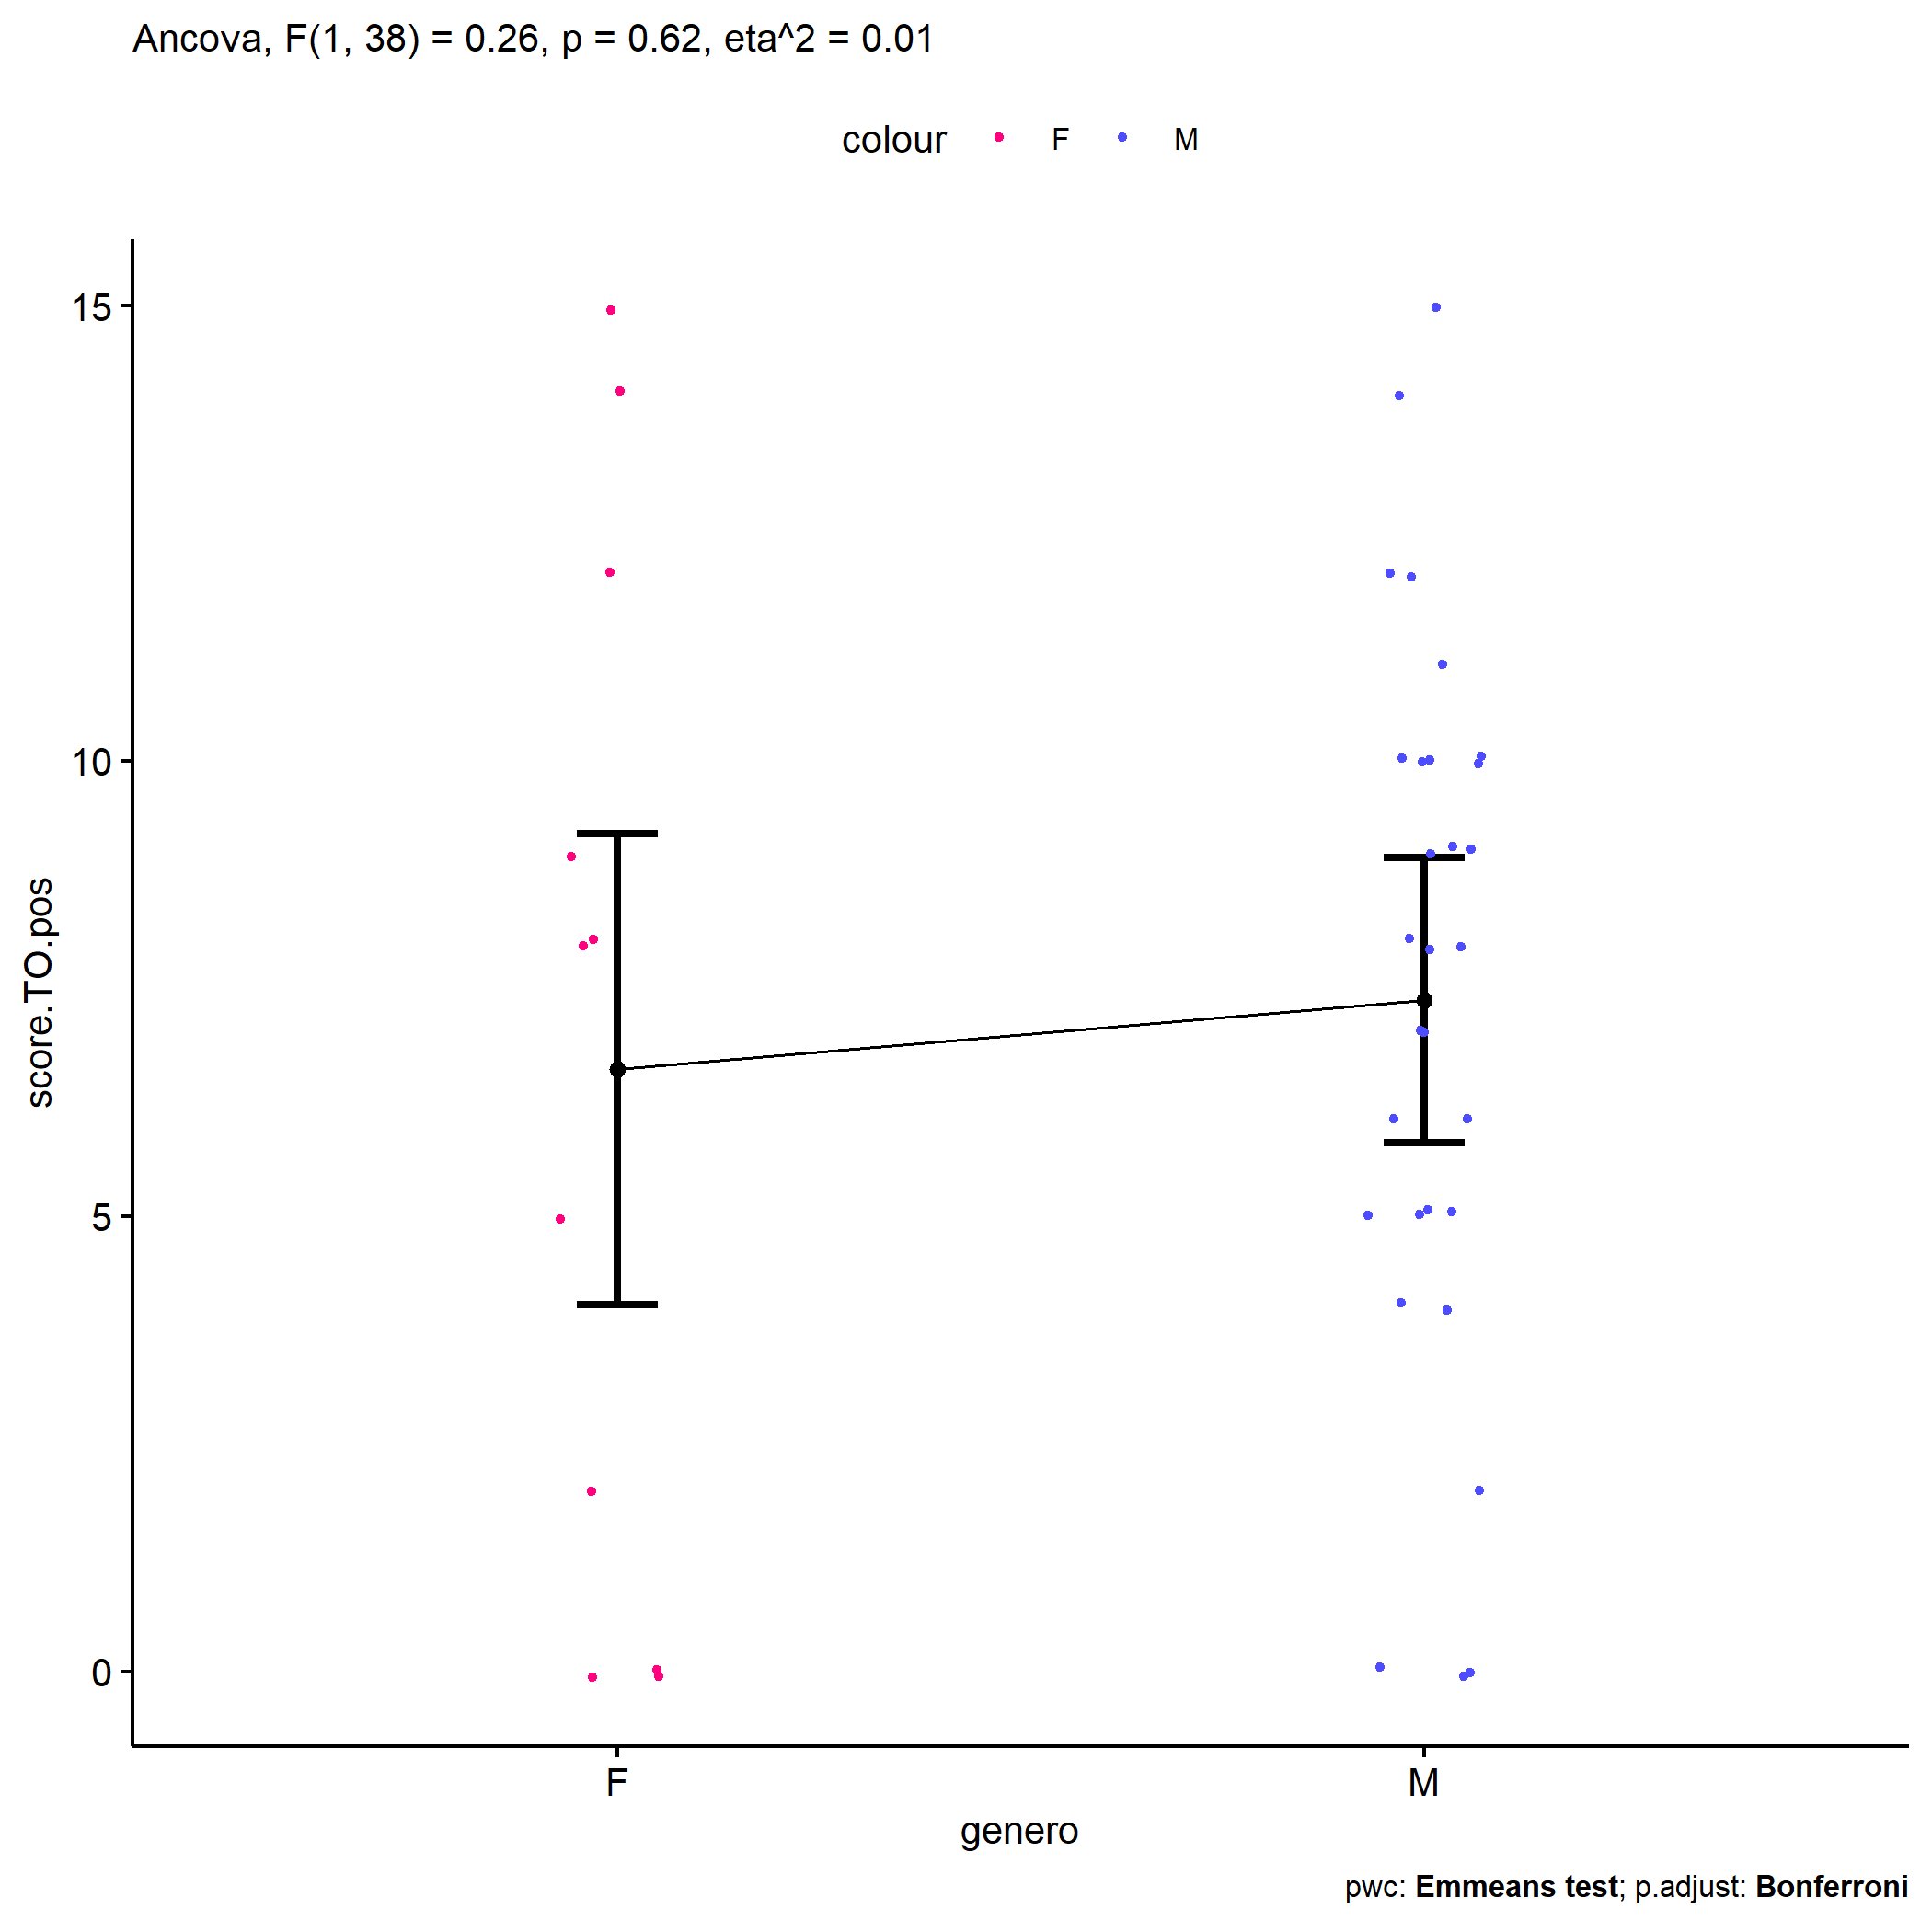 Ancova, F(1, 38) = 0.26, p = 0.62, eta^2 = 0.01
colour F M
15
10
5
0
score.TO.pos
F M
genero
pwc: Emmeans test; p.adjust: Bonferroni